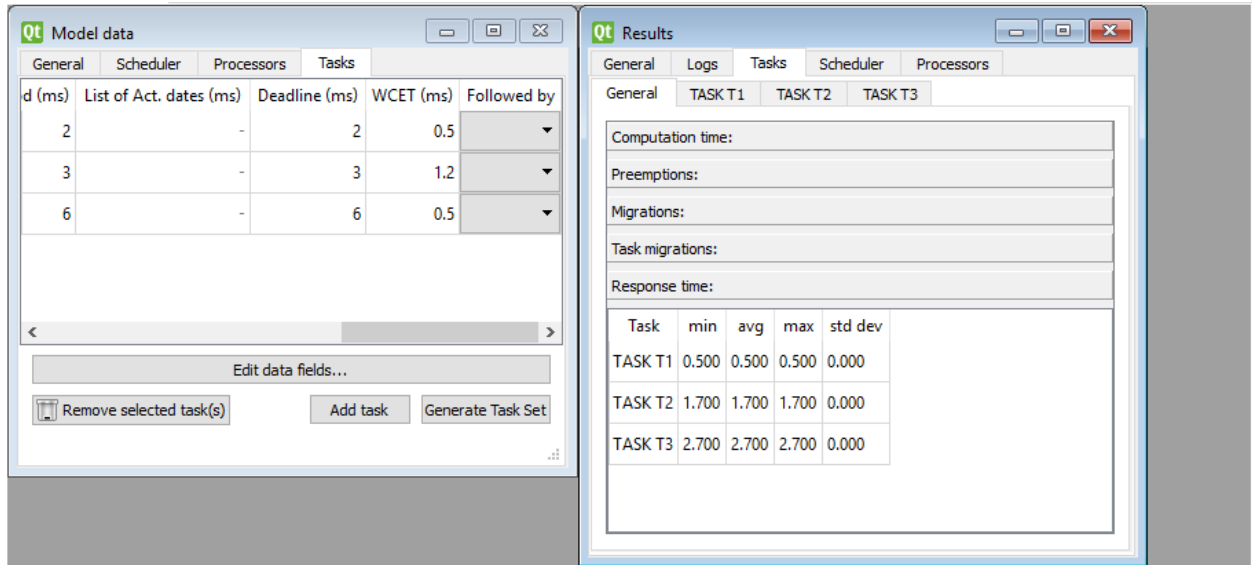 Qt Model data
General Scheduler Processors Tasks
d (ms) List of Act. dates (ms) Deadline (ms) WCET (ms) Followed by
2 - 2 0.5
3 - 3 1.2
6 - 6 0.5
Edit data fields...
Remove selected task(s) Add task Generate Task Set
Qt Results
General Logs Tasks Scheduler Processors
General TASK T1 TASK T2 TASK T3
Computation time:
Preemptions:
Migrations:
Task migrations:
Response time:
Task min avg max std dev
TASK T1 0.500 0.500 0.500 0.000
TASK T2 1.700 1.700 1.700 0.000
TASK T3 2.700 2.700 2.700 0.000